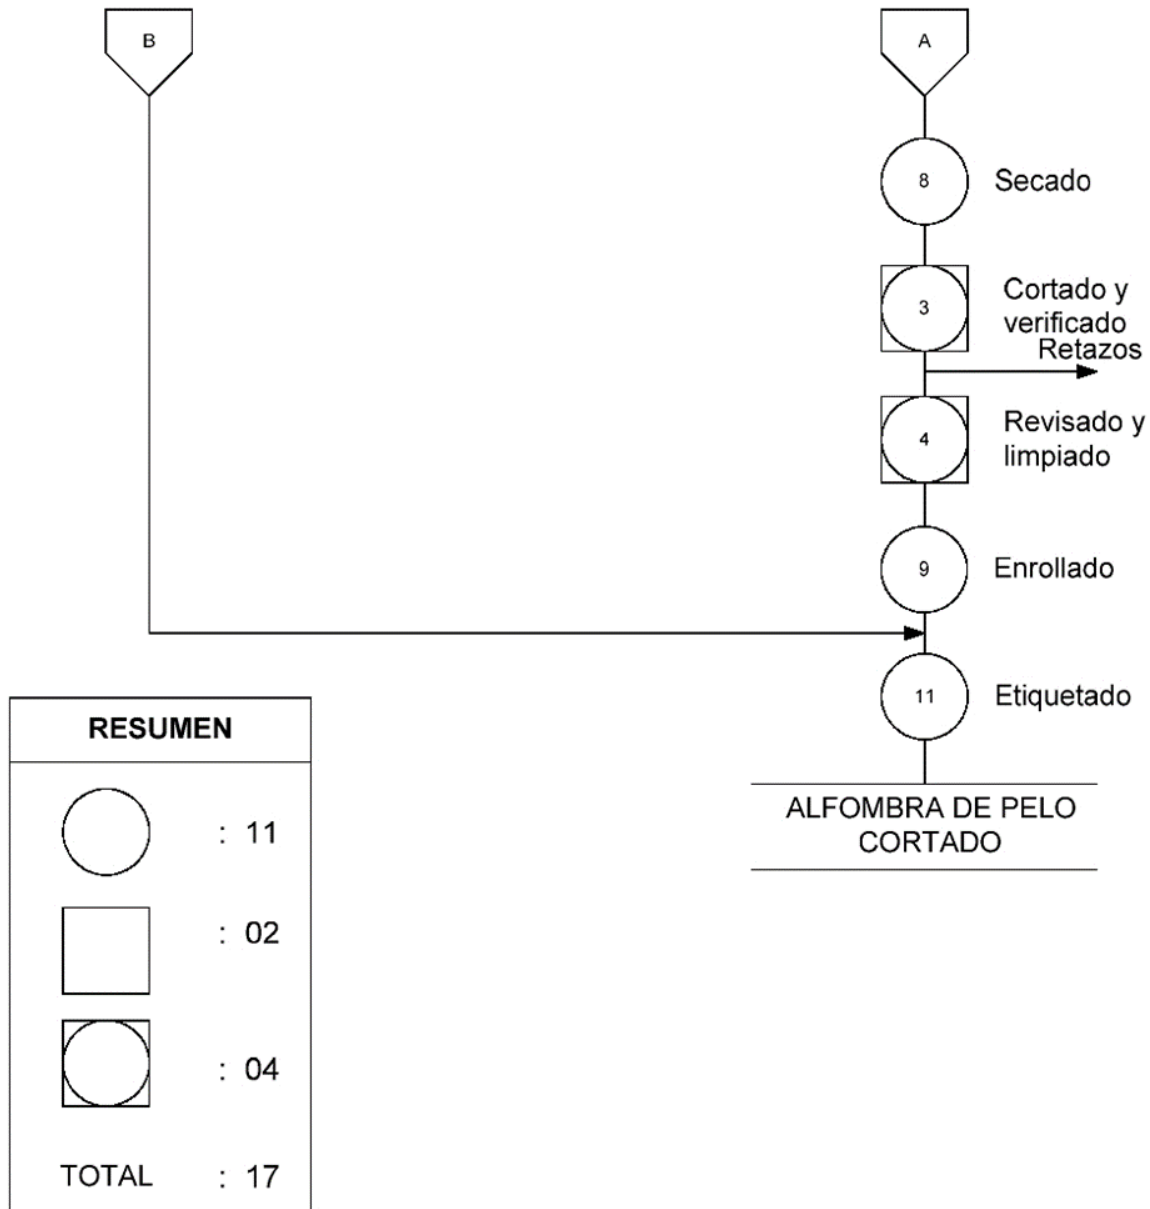 B
A
8
Secado
3
Cortado y
verificado
Retazos
4
Revisado y
limpiado
9
Enrollado
11
Etiquetado
ALFOMBRA DE PELO
CORTADO
RESUMEN
: 11
: 02
: 04
TOTAL : 17